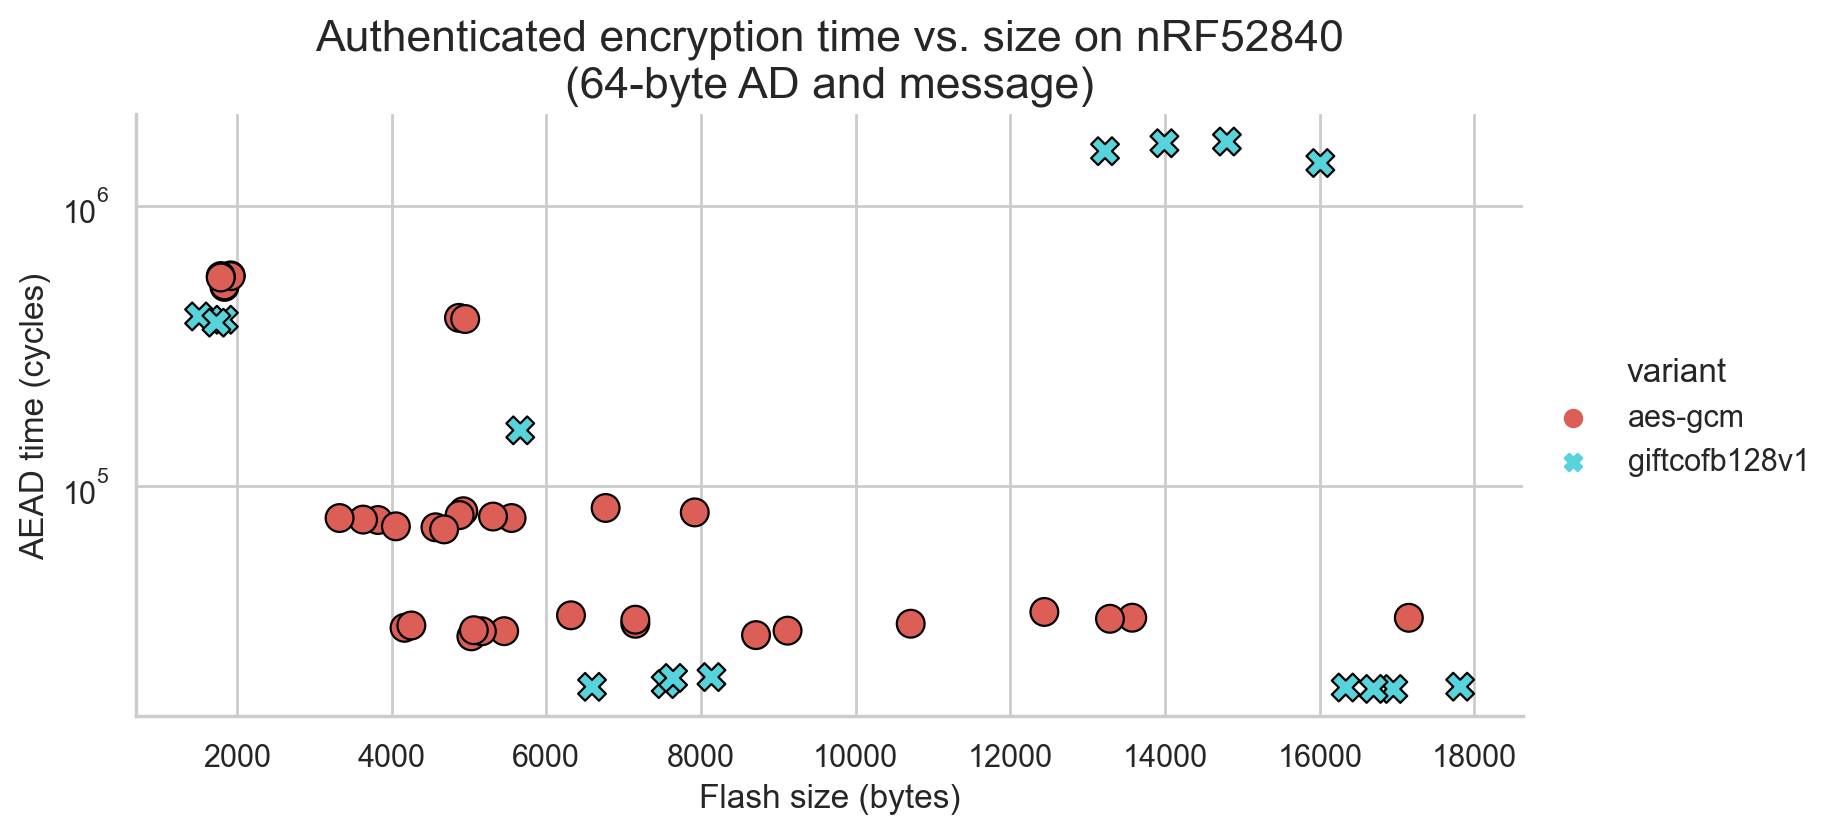 Authenticated encryption time vs. size on nRF52840
(64-byte AD and message)
10^6
10^5
AEAD time (cycles)
2000 4000 6000 8000 10000 12000 14000 16000 18000
Flash size (bytes)
variant
aes-gcm
giftcofb128v1